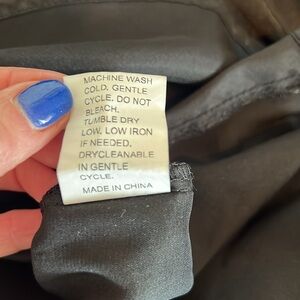 MACHINE WASH
COLD. GENTLE
CYCLE. DO NOT
BLEACH.
TUMBLE DRY
LOW. LOW IRON
IF NEEDED.
DRYCLEANABLE
IN GENTLE
CYCLE.
MADE IN CHINA